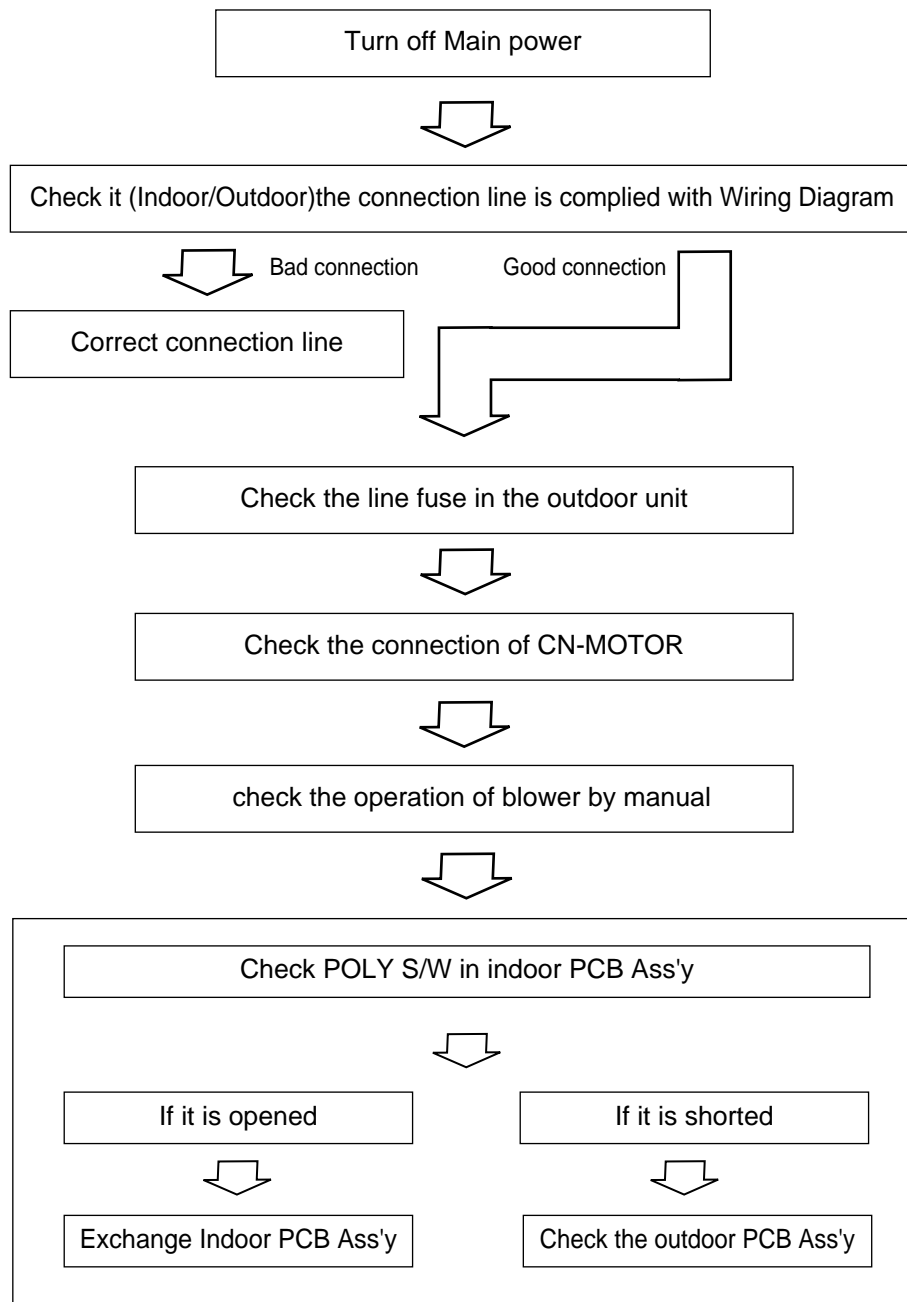 Turn off Main power
Check it (Indoor/Outdoor)the connection line is complied with Wiring Diagram
Bad connection
Good connection
Correct connection line
Check the line fuse in the outdoor unit
Check the connection of CN-MOTOR
check the operation of blower by manual
Check POLY S/W in indoor PCB Ass'y
If it is opened
If it is shorted
Exchange Indoor PCB Ass'y
Check the outdoor PCB Ass'y